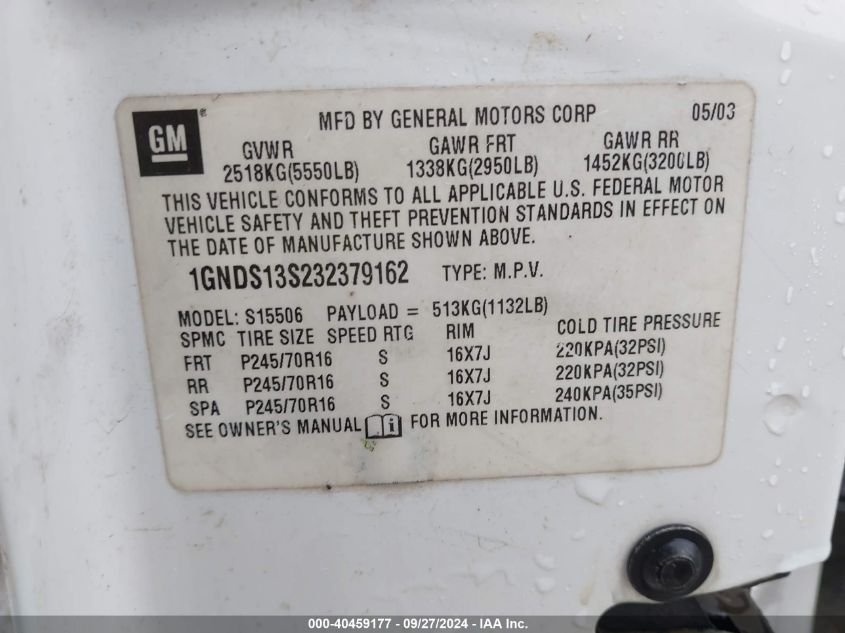 GM®
MFD BY GENERAL MOTORS CORP 05/03
GVWR GAWR FRT GAWR RR
2518KG(5550LB) 1338KG(2950LB) 1452KG(3200LB)
THIS VEHICLE CONFORMS TO ALL APPLICABLE U.S. FEDERAL MOTOR
VEHICLE SAFETY AND THEFT PREVENTION STANDARDS IN EFFECT ON
THE DATE OF MANUFACTURE SHOWN ABOVE.
1GNDS13S232379162 TYPE: M.P.V.
MODEL: S15506 PAYLOAD = 513KG(1132LB)
SPMC TIRE SIZE SPEED RTG RIM COLD TIRE PRESSURE
FRT P245/70R16 S 16X7J 220KPA(32PSI)
RR P245/70R16 S 16X7J 220KPA(32PSI)
SPA P245/70R16 S 16X7J 240KPA(35PSI)
SEE OWNER'S MANUAL i FOR MORE INFORMATION.
000-40459177 - 09/27/2024 - IAA Inc.